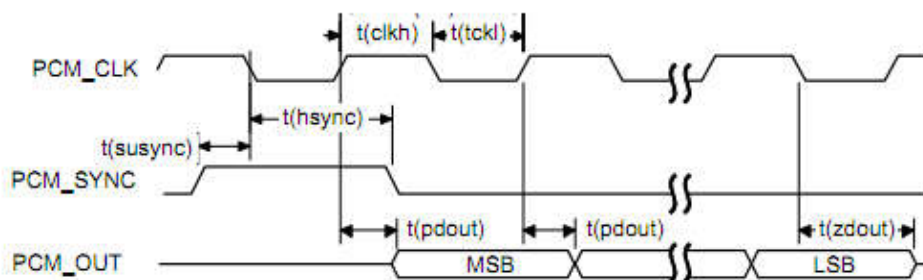 t(clkh) t(tckl)
PCM_CLK
t(hsync)
t(susync)
PCM_SYNC
t(pdout) t(pdout) t(zdout)
PCM_OUT MSB LSB